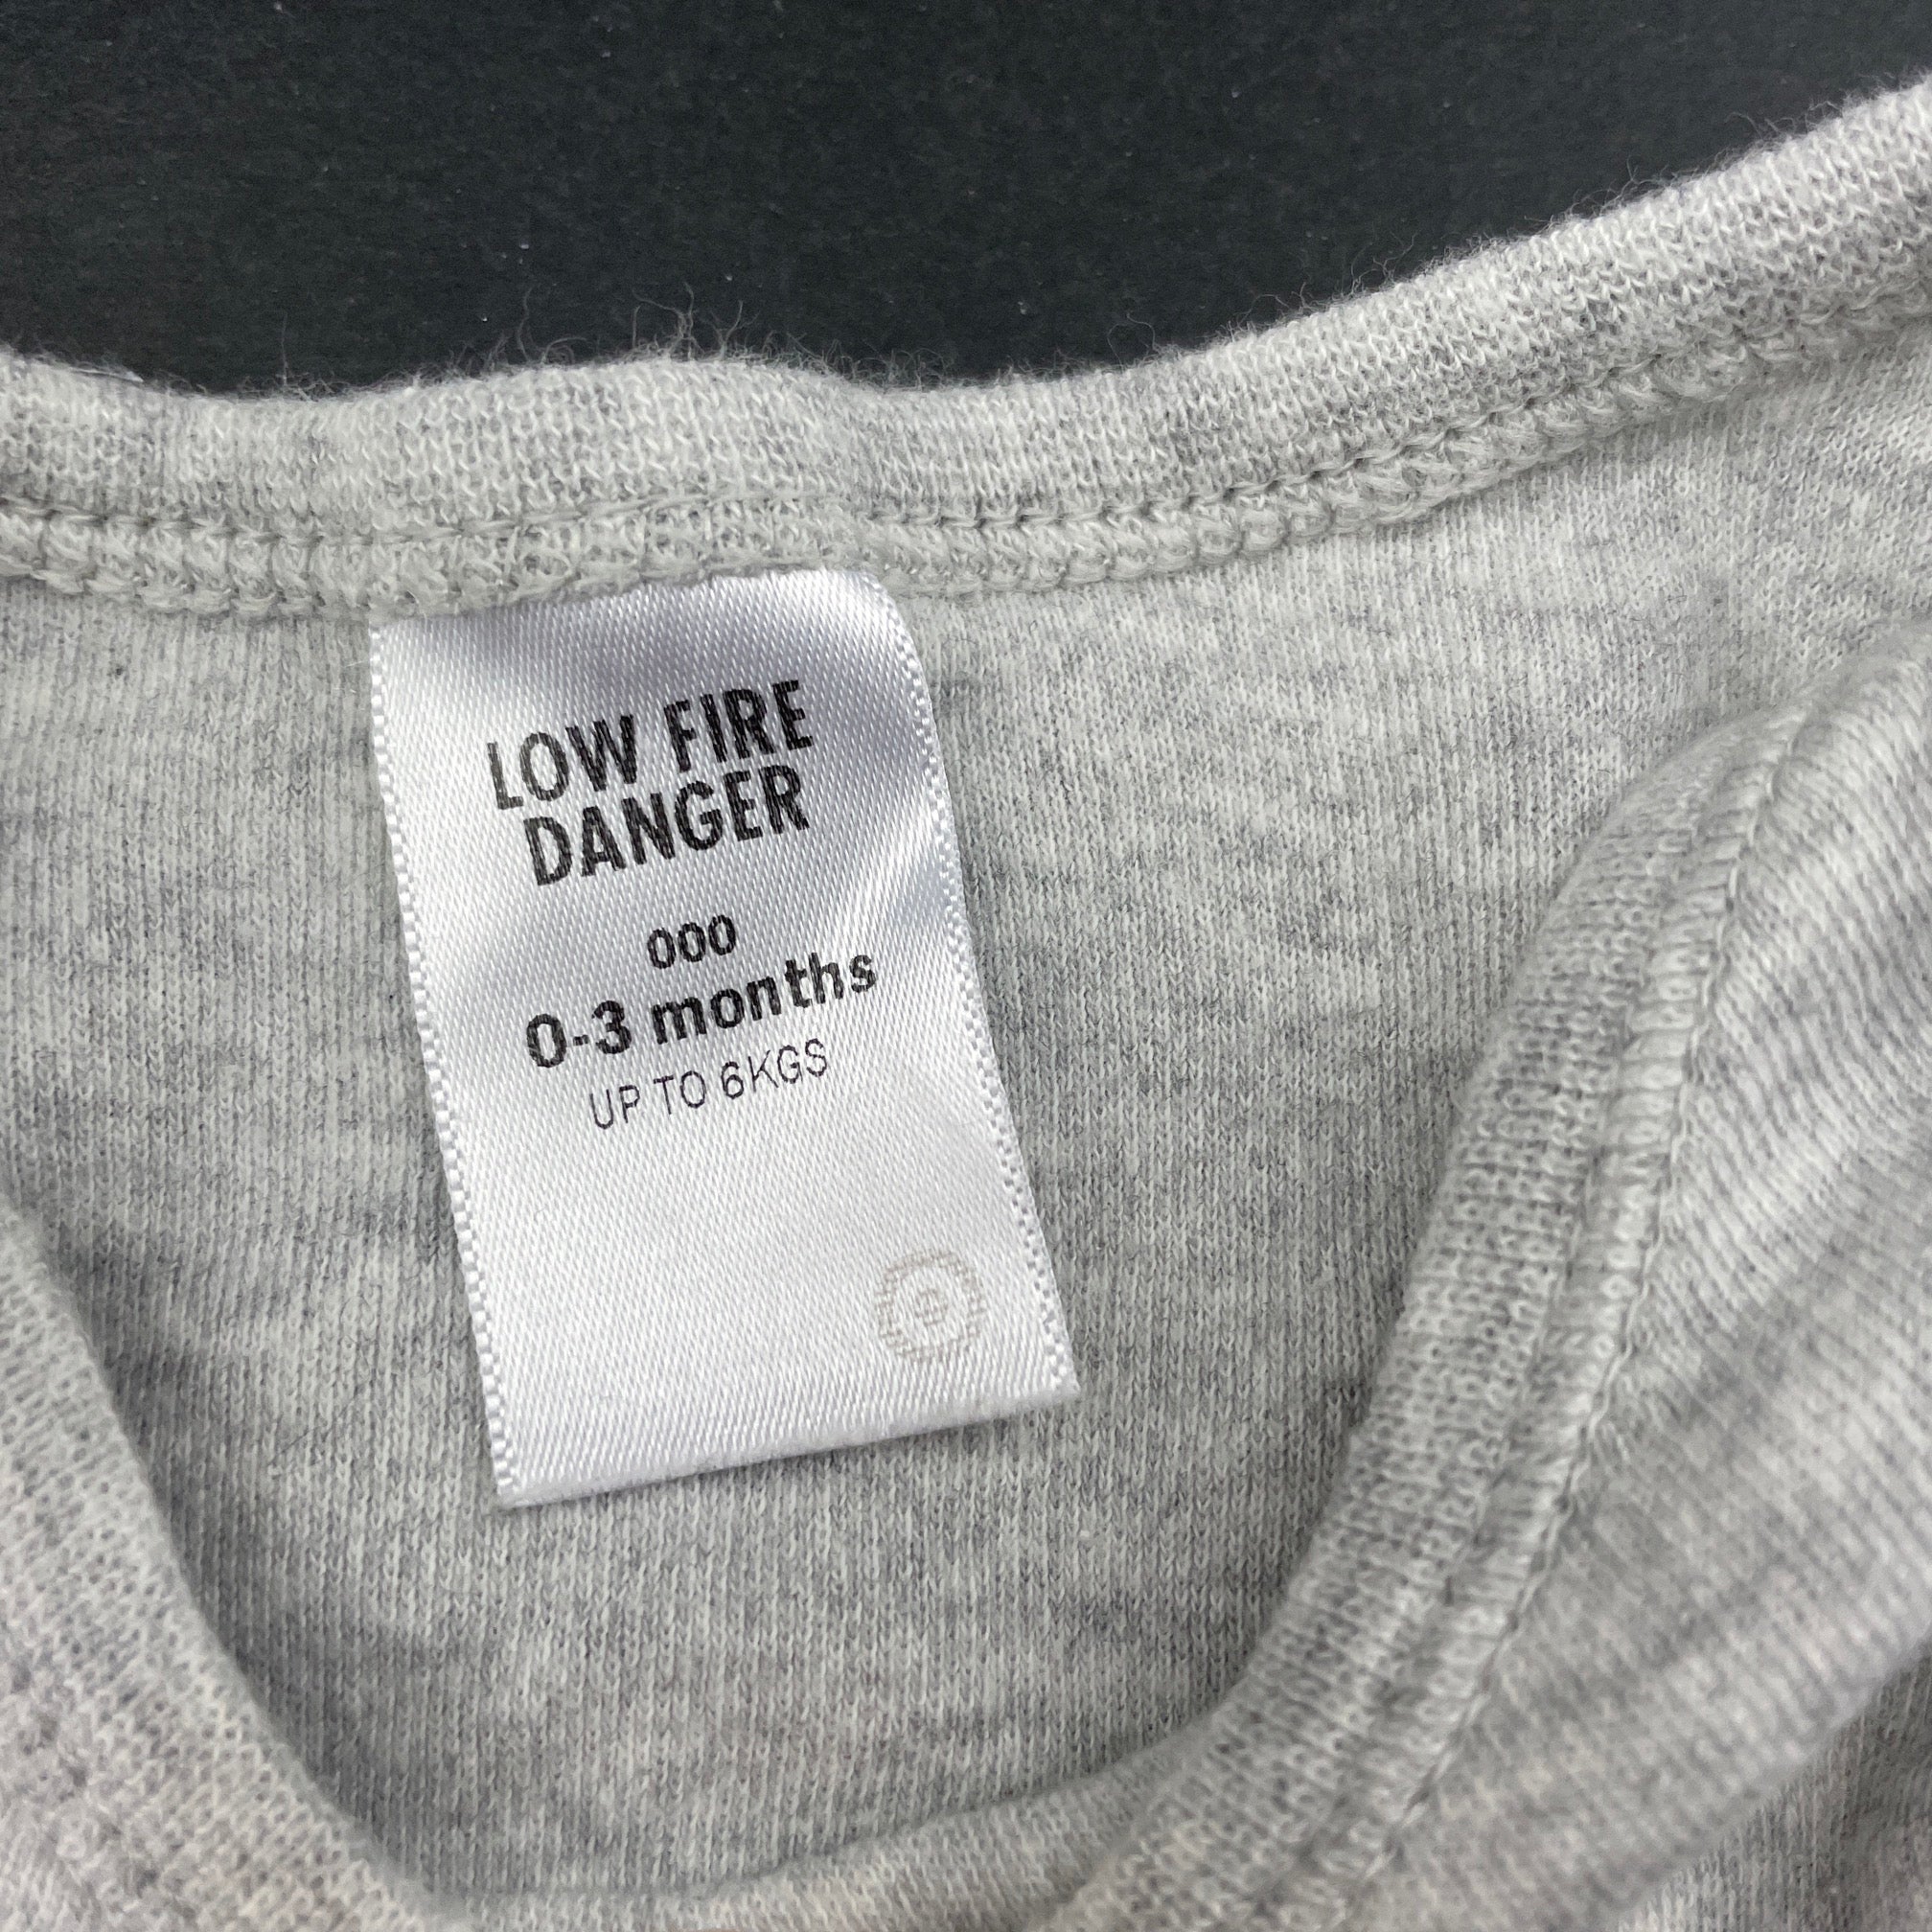 LOW FIRE
DANGER
000
0-3 months
UP TO 6KGS